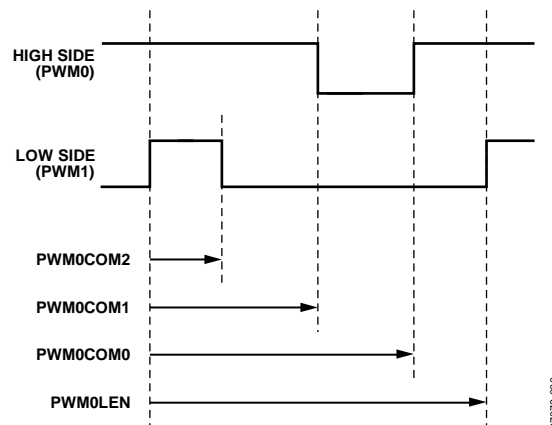 HIGH SIDE
(PWM0)
LOW SIDE
(PWM1)
PWM0COM2
PWM0COM1
PWM0COM0
PWM0LEN